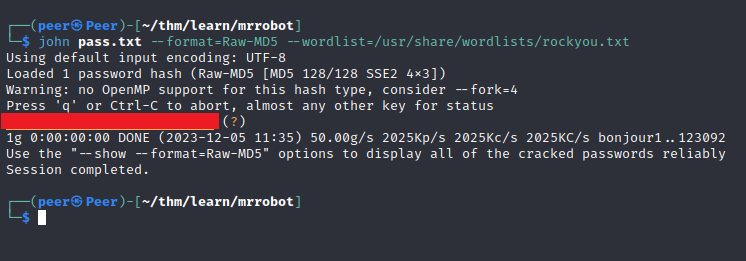 ┌──(peer㉿Peer)-[~/thm/learn/mrrobot]
└─$ john pass.txt --format=Raw-MD5 --wordlist=/usr/share/wordlists/rockyou.txt
Using default input encoding: UTF-8
Loaded 1 password hash (Raw-MD5 [MD5 128/128 SSE2 4×3])
Warning: no OpenMP support for this hash type, consider --fork=4
Press 'q' or Ctrl-C to abort, almost any other key for status
(?)
1g 0:00:00:00 DONE (2023-12-05 11:35) 50.00g/s 2025Kp/s 2025Kc/s 2025KC/s bonjour1..123092
Use the "--show --format=Raw-MD5" options to display all of the cracked passwords reliably
Session completed.
┌──(peer㉿Peer)-[~/thm/learn/mrrobot]
└─$